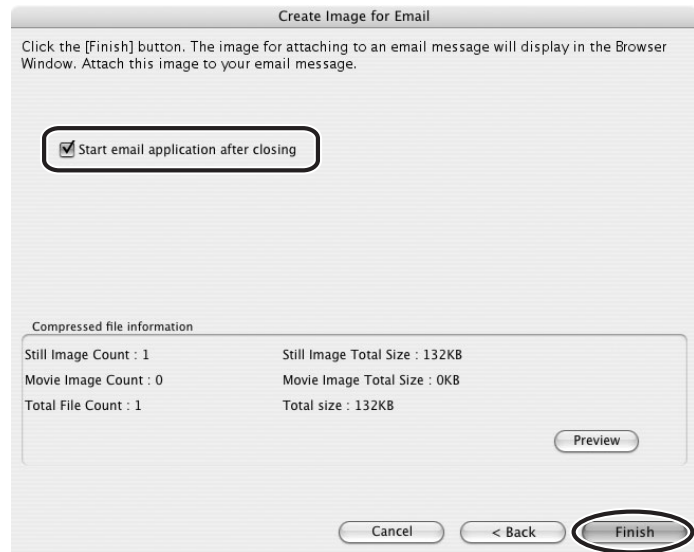 Create Image for Email
Click the [Finish] button. The image for attaching to an email message will display in the Browser
Window. Attach this image to your email message.
Start email application after closing
Compressed file information
Still Image Count : 1
Still Image Total Size : 132KB
Movie Image Count : 0
Movie Image Total Size : 0KB
Total File Count : 1
Total size : 132KB
Preview
Cancel
< Back
Finish